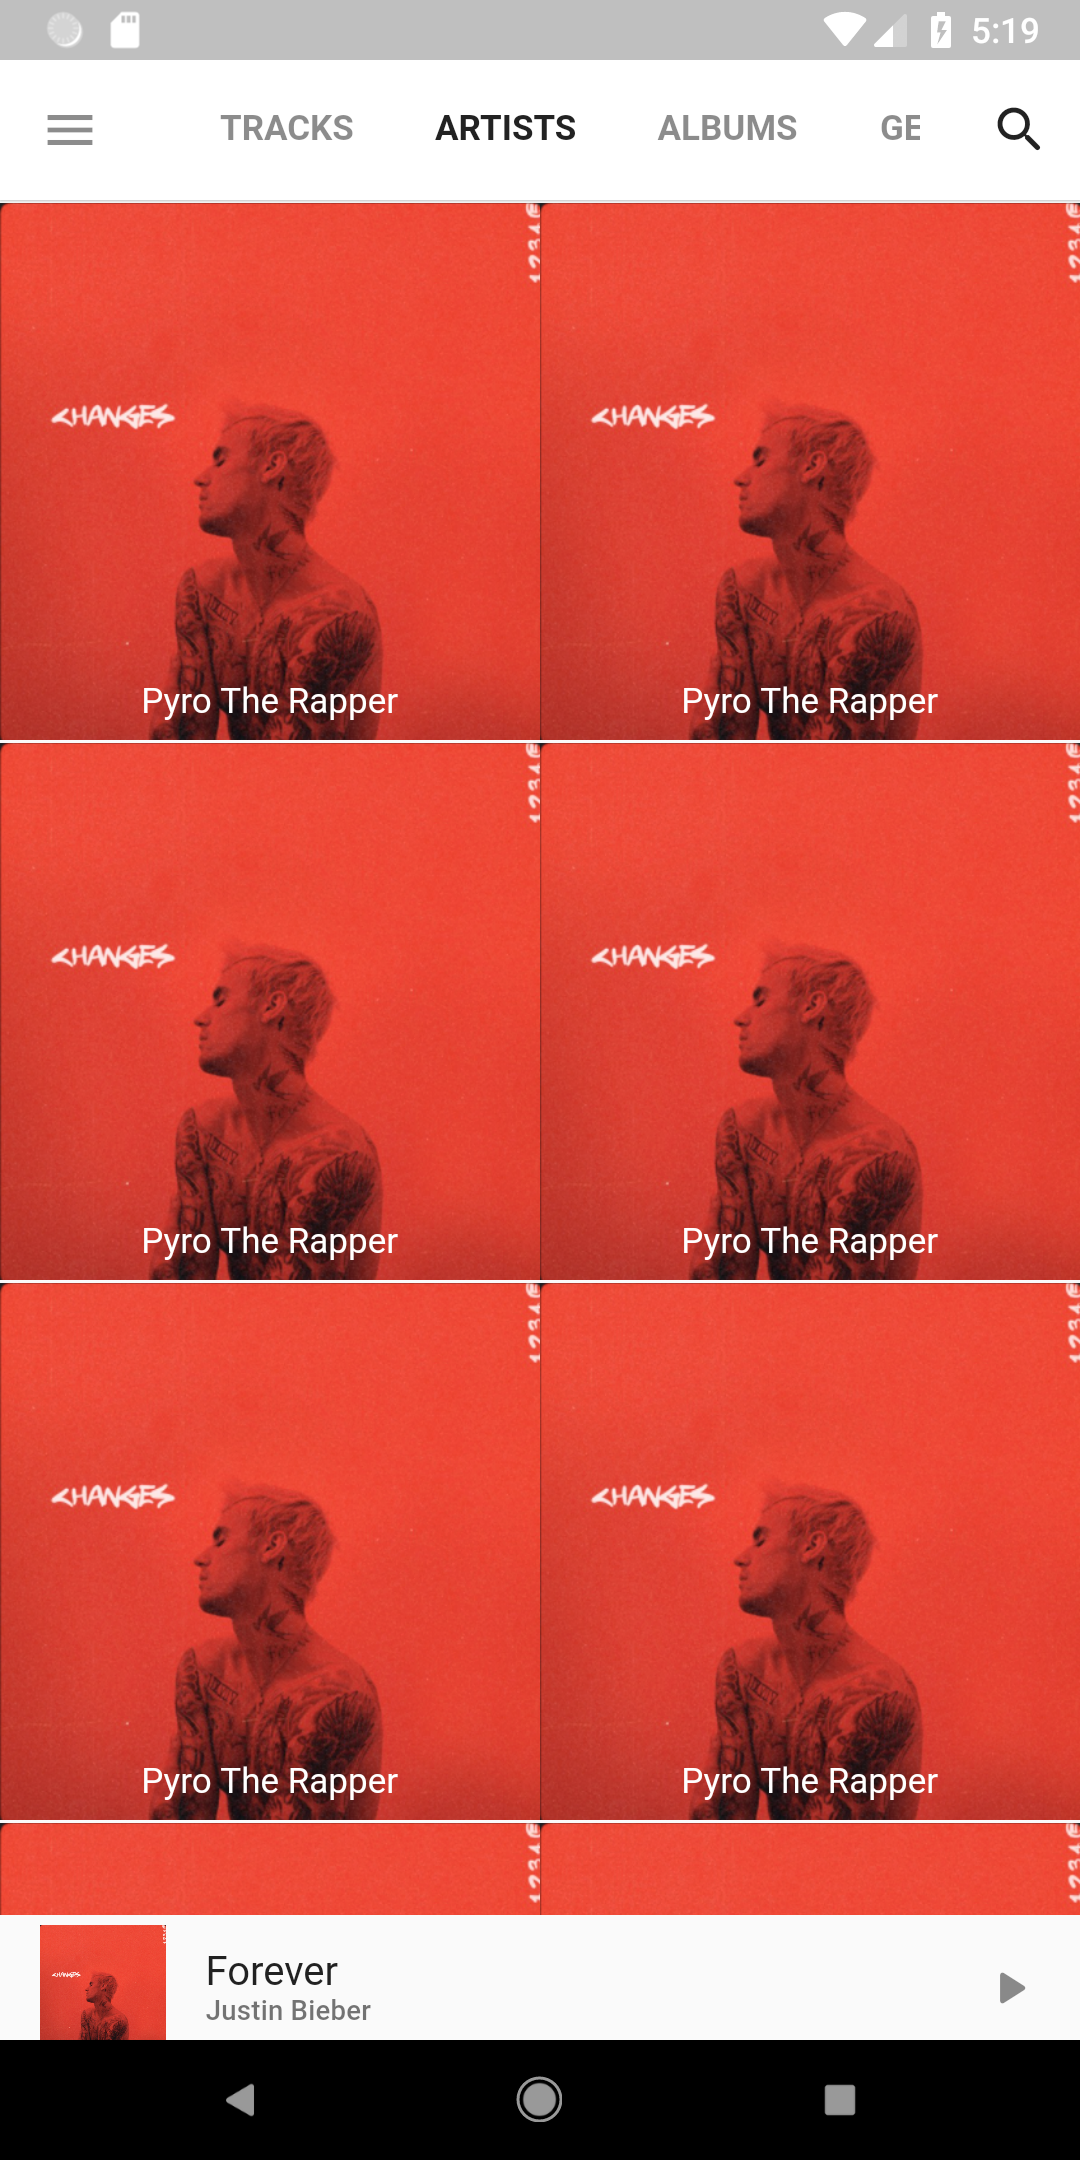 5:19
TRACKS ARTISTS ALBUMS GE
CHANGES CHANGES
Pyro The Rapper Pyro The Rapper
CHANGES CHANGES
Pyro The Rapper Pyro The Rapper
CHANGES CHANGES
Pyro The Rapper Pyro The Rapper
CHANGES
Forever
Justin Bieber